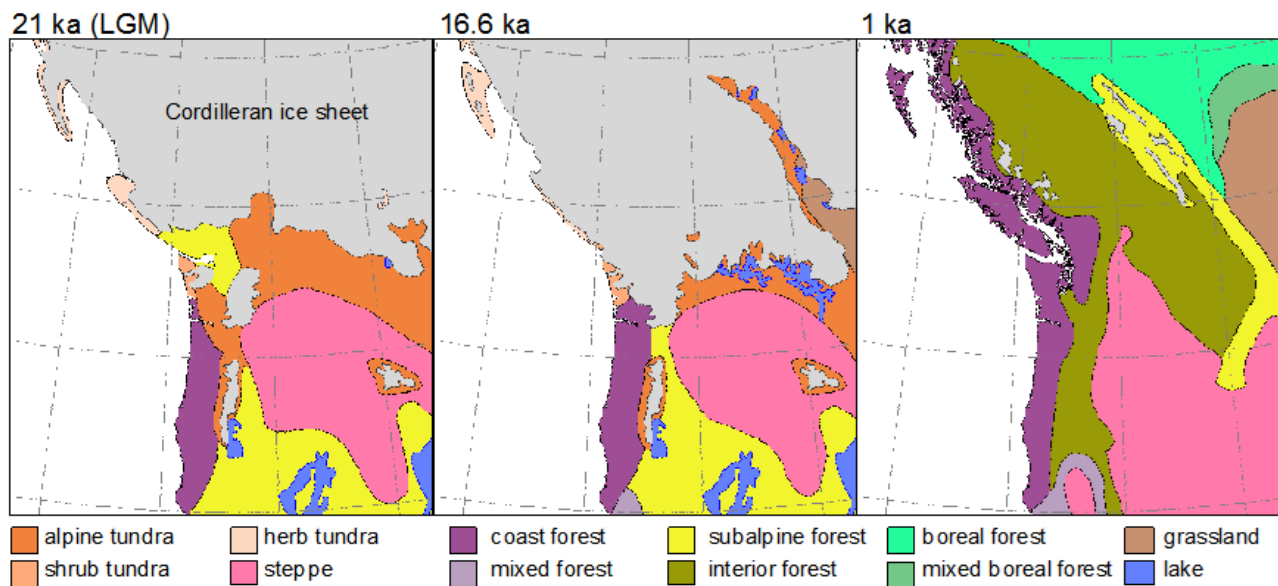 21 ka (LGM)
16.6 ka
1 ka
Cordilleran ice sheet
alpine tundra
herb tundra
coast forest
subalpine forest
boreal forest
grassland
shrub tundra
steppe
mixed forest
interior forest
mixed boreal forest
lake